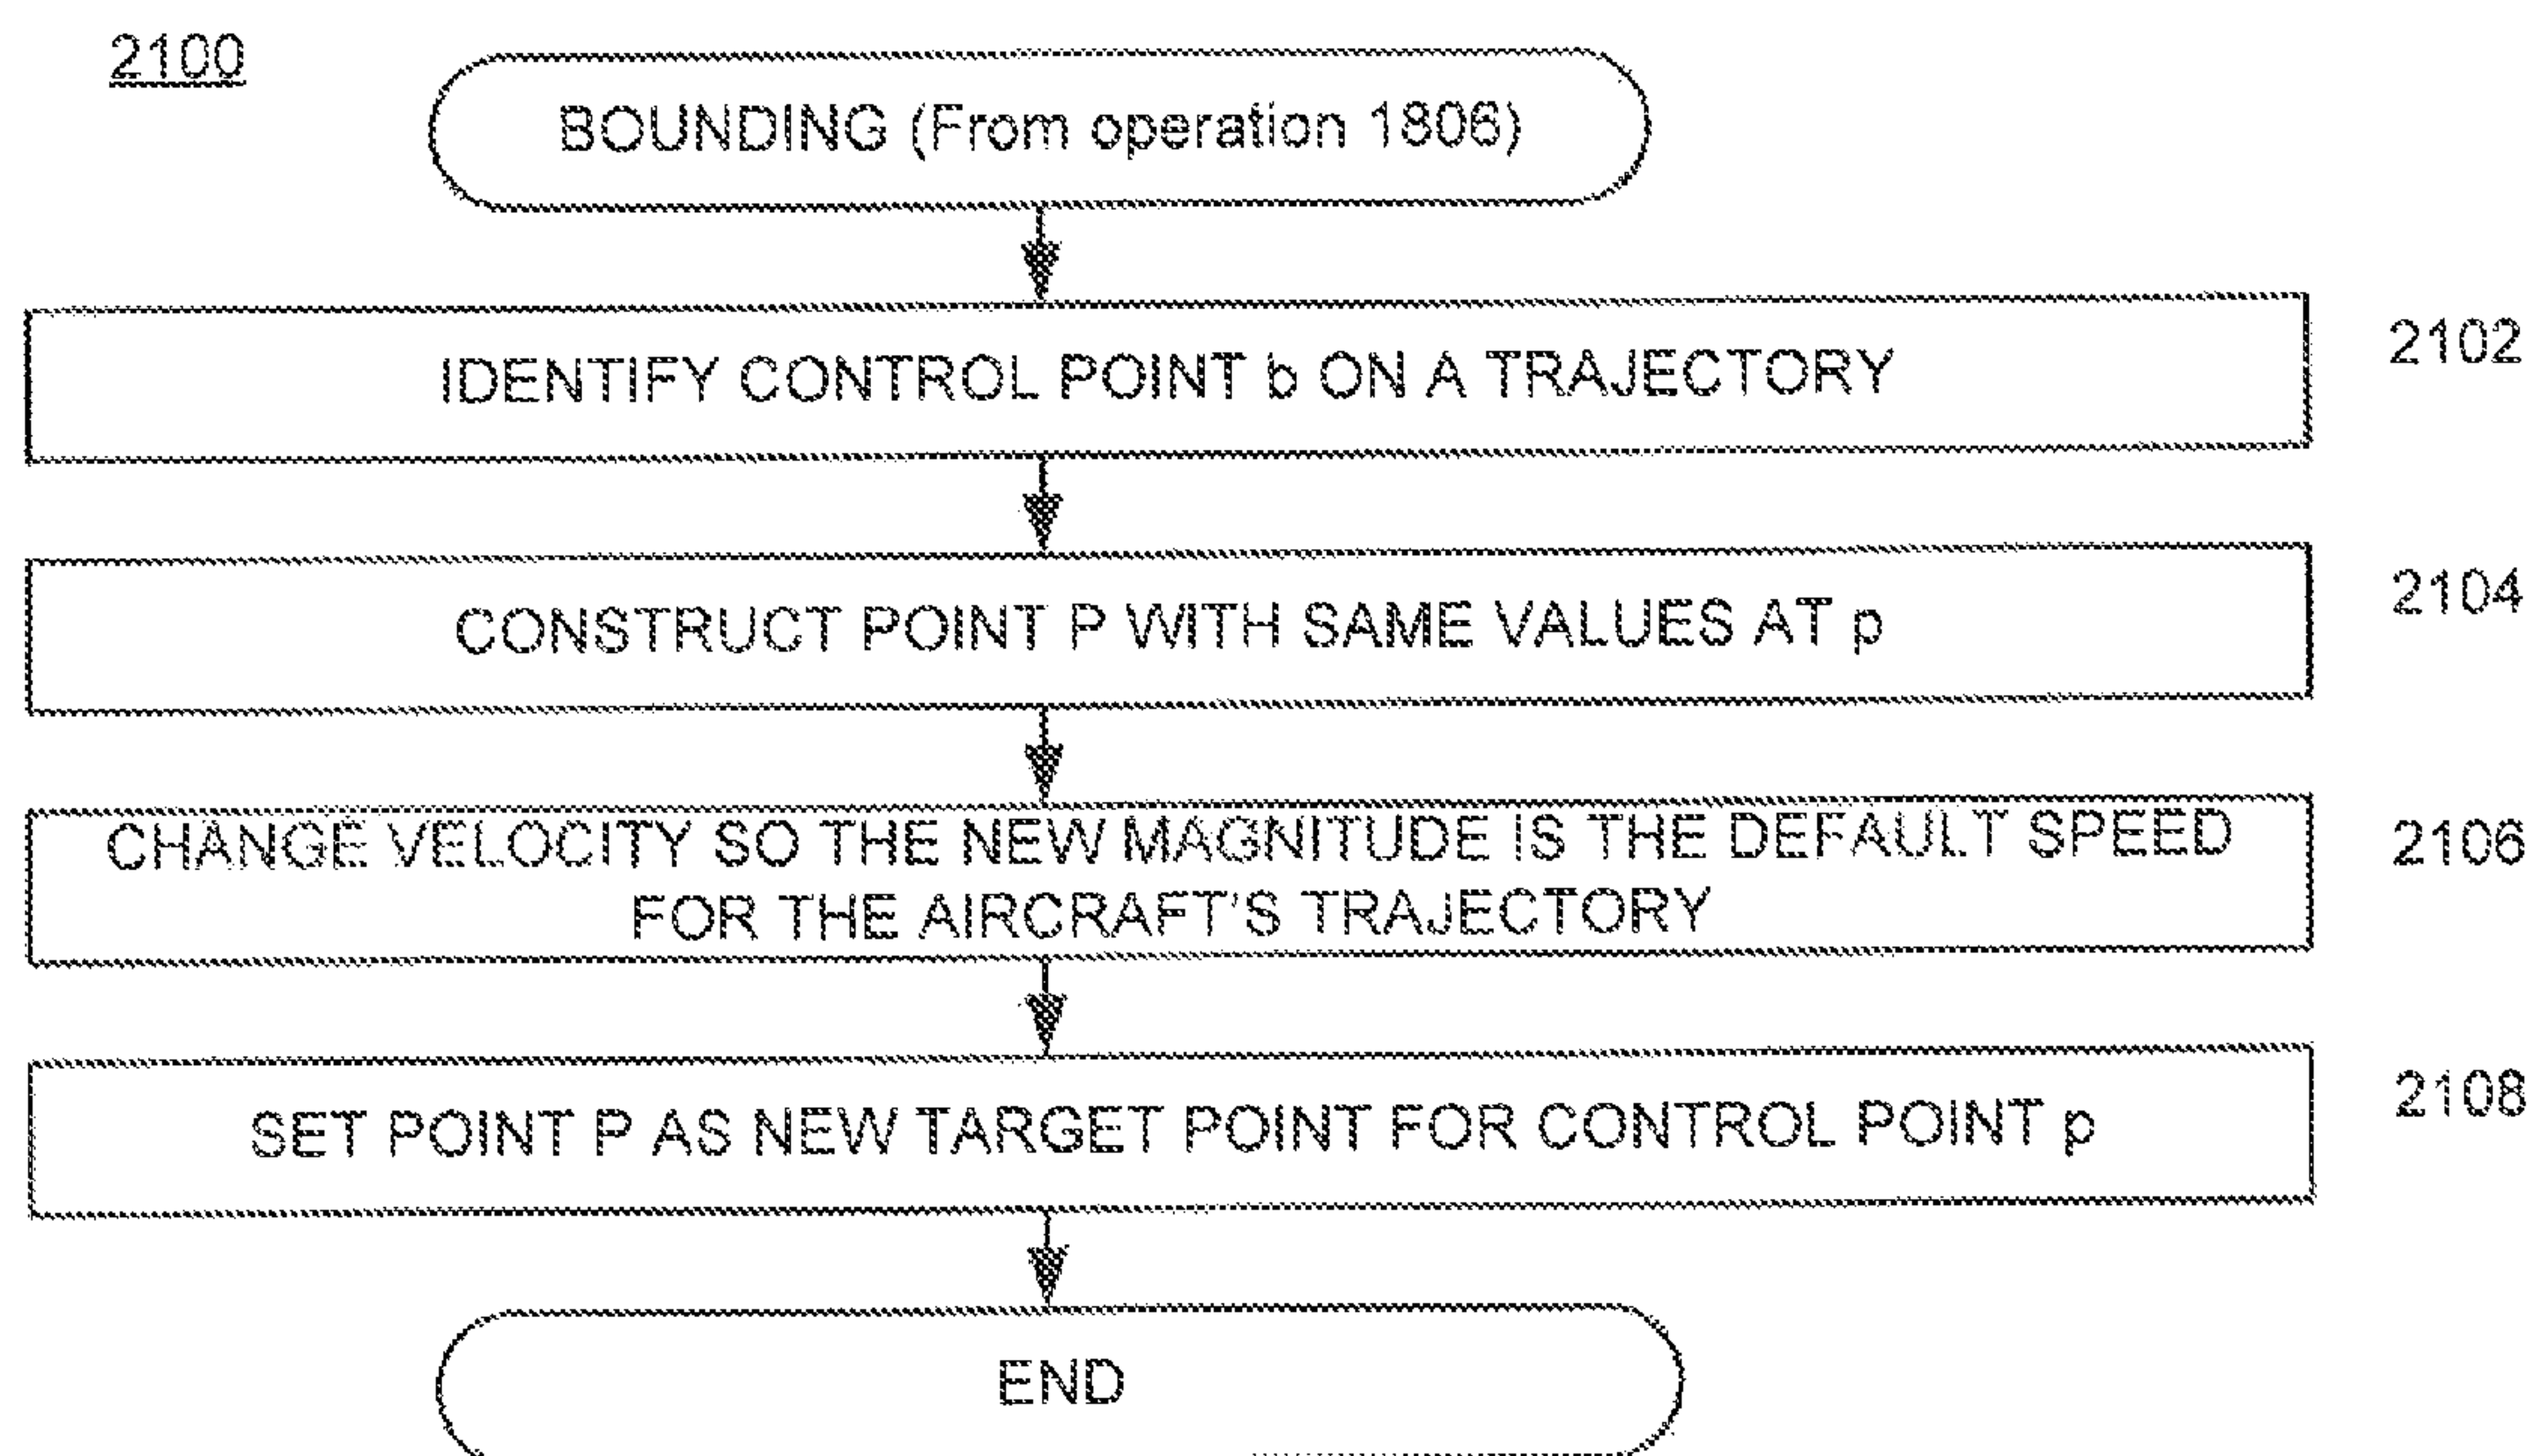 2100
BOUNDING (From operation 1806)
IDENTIFY CONTROL POINT b ON A TRAJECTORY
2102
CONSTRUCT POINT P WITH SAME VALUES AT p
2104
CHANGE VELOCITY SO THE NEW MAGNITUDE IS THE DEFAULT SPEED
FOR THE AIRCRAFT'S TRAJECTORY
2106
SET POINT P AS NEW TARGET POINT FOR CONTROL POINT p
2108
END